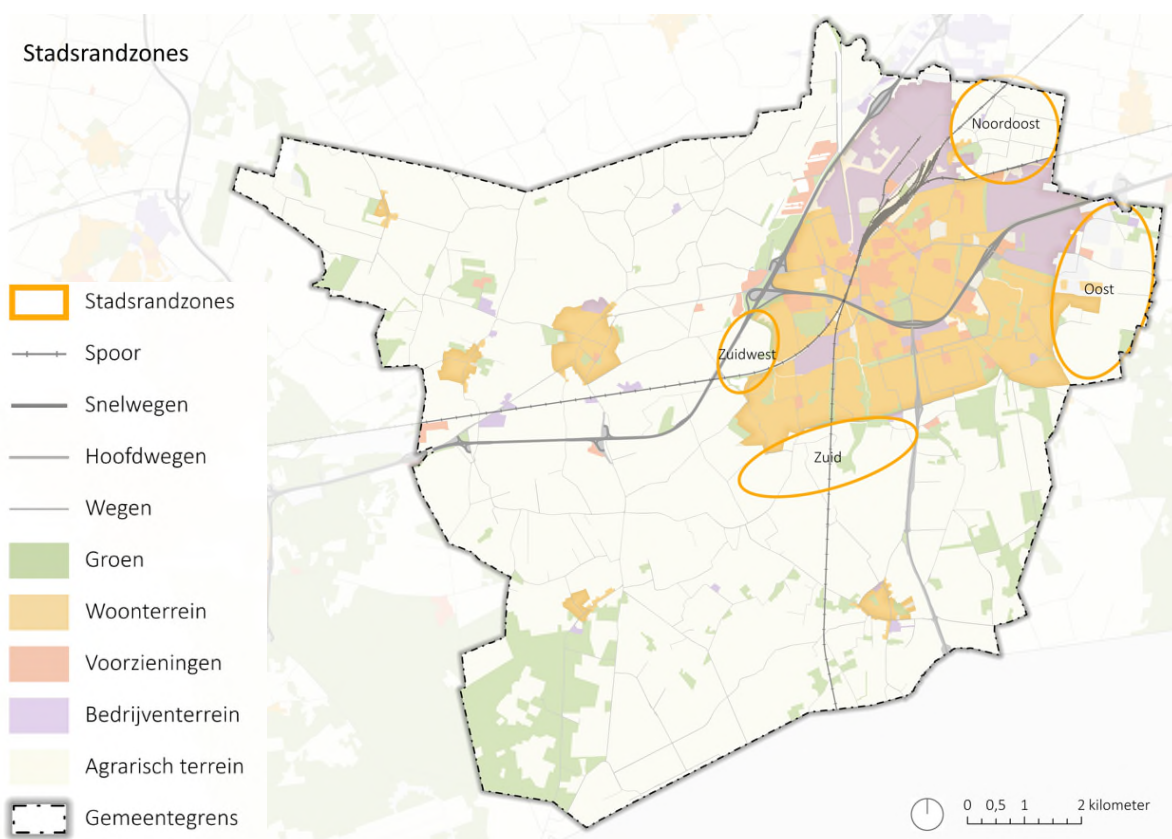 Stadsrandzones
Noordoost
Oost
Zuidwest
Zuid
Stadsrandzones
Spoor
Snelwegen
Hoofdwegen
Wegen
Groen
Woonterrein
Voorzieningen
Bedrijventerrein
Agrarisch terrein
Gemeentegrens
0 0,5 1 2 kilometer